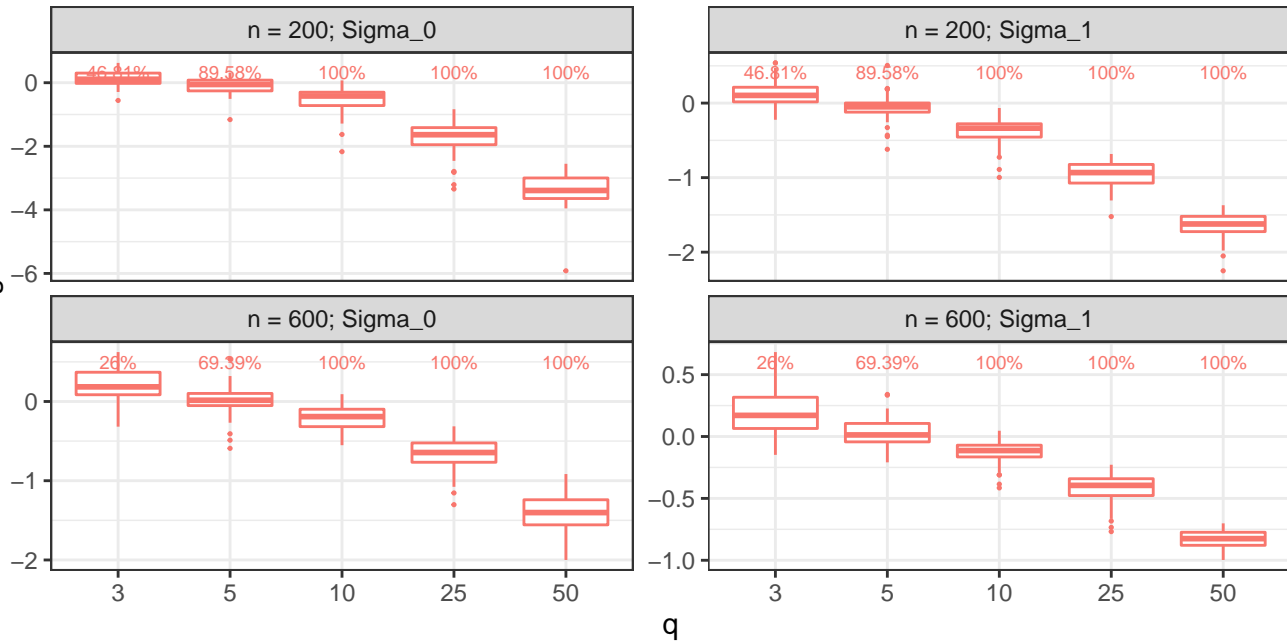 n = 200; Sigma_0
n = 200; Sigma_1
46.81% 89.58% 100% 100% 100%
0
−2
−4
−6
46.81% 89.58% 100% 100% 100%
0
−1
−2
n = 600; Sigma_0
n = 600; Sigma_1
26% 69.39% 100% 100% 100%
0
−1
−2
26% 69.39% 100% 100% 100%
0.5
0.0
−0.5
−1.0
3 5 10 25 50
3 5 10 25 50
q